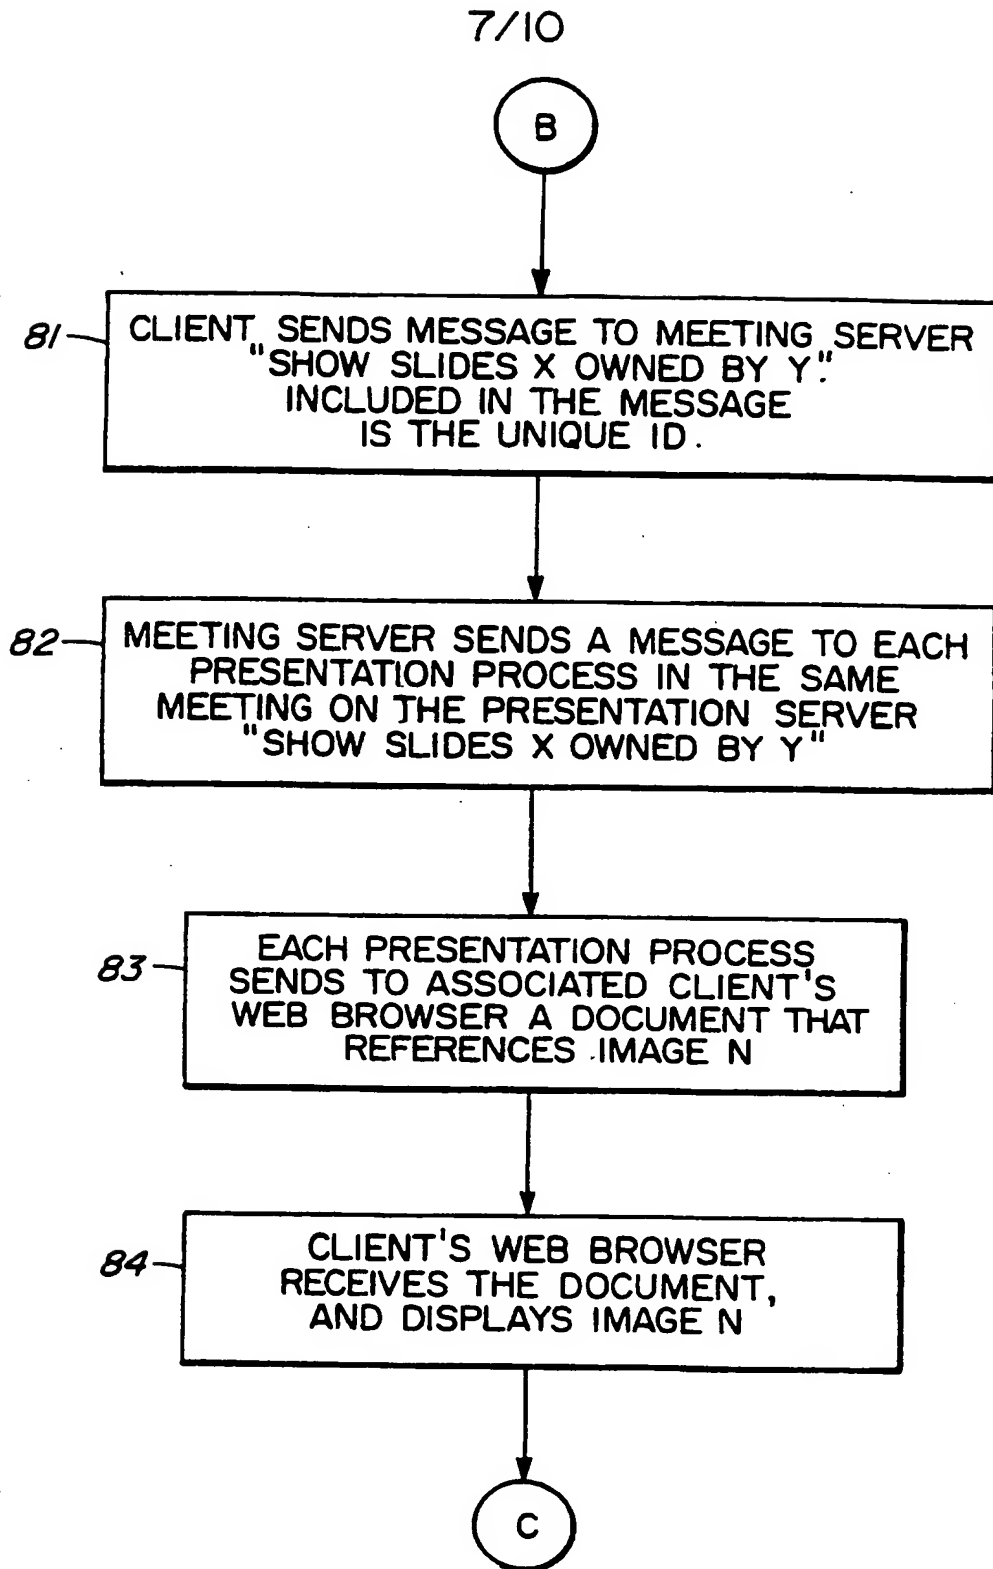 7/10
B
81
CLIENT SENDS MESSAGE TO MEETING SERVER
"SHOW SLIDES X OWNED BY Y."
INCLUDED IN THE MESSAGE
IS THE UNIQUE ID.
82
MEETING SERVER SENDS A MESSAGE TO EACH
PRESENTATION PROCESS IN THE SAME
MEETING ON THE PRESENTATION SERVER
"SHOW SLIDES X OWNED BY Y"
83
EACH PRESENTATION PROCESS
SENDS TO ASSOCIATED CLIENT'S
WEB BROWSER A DOCUMENT THAT
REFERENCES IMAGE N
84
CLIENT'S WEB BROWSER
RECEIVES THE DOCUMENT,
AND DISPLAYS IMAGE N
C